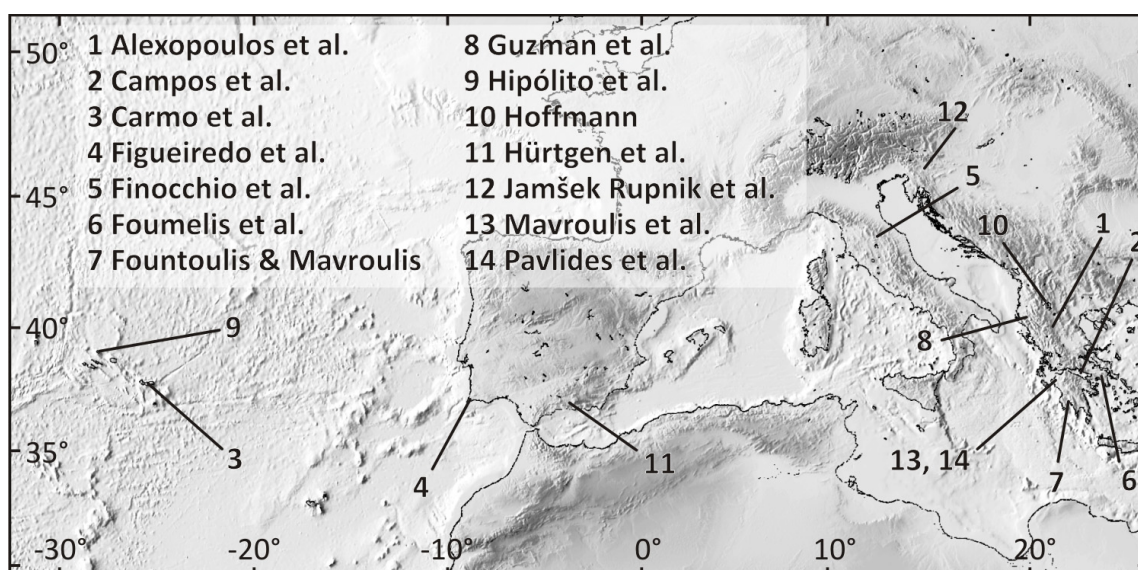 50°
45°
40°
35°
1 Alexopoulos et al.
2 Campos et al.
3 Carmo et al.
4 Figueiredo et al.
5 Finocchio et al.
6 Foumelis et al.
7 Fountoulis & Mavroulis
8 Guzman et al.
9 Hipólito et al.
10 Hoffmann
11 Hürtgen et al.
12 Jamšek Rupnik et al.
13 Mavroulis et al.
14 Pavlides et al.
12
5
10
1
2
9
8
3
4
11
13, 14
7
6
-30°
-20°
-10°
0°
10°
20°